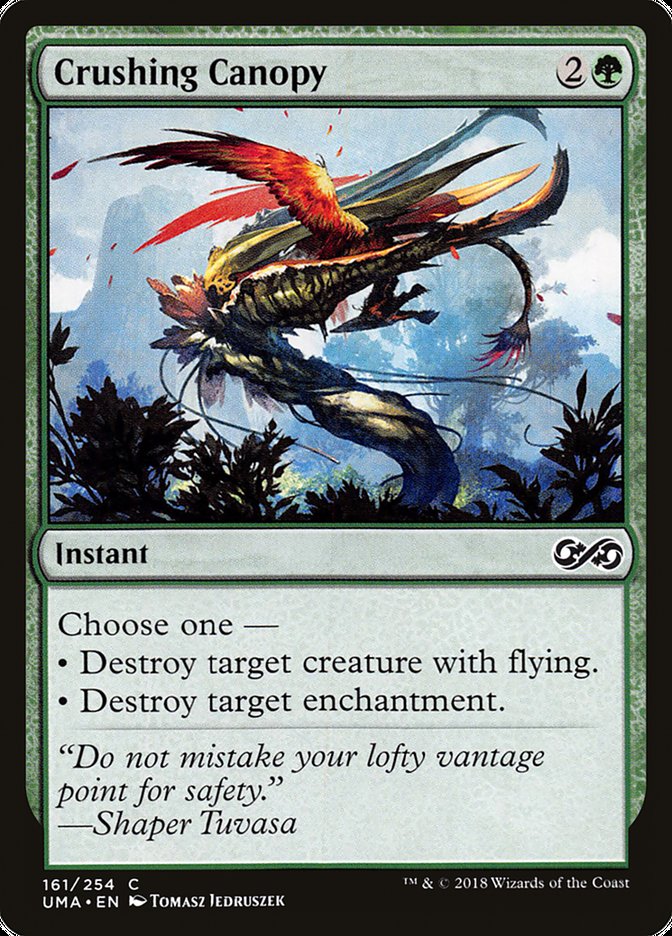 Crushing Canopy 2
Instant
Choose one —
• Destroy target creature with flying.
• Destroy target enchantment.
“Do not mistake your lofty vantage
point for safety.”
—Shaper Tuvasa
161/254 C
UMA • EN Tomasz Jedruszek
™ & © 2018 Wizards of the Coast